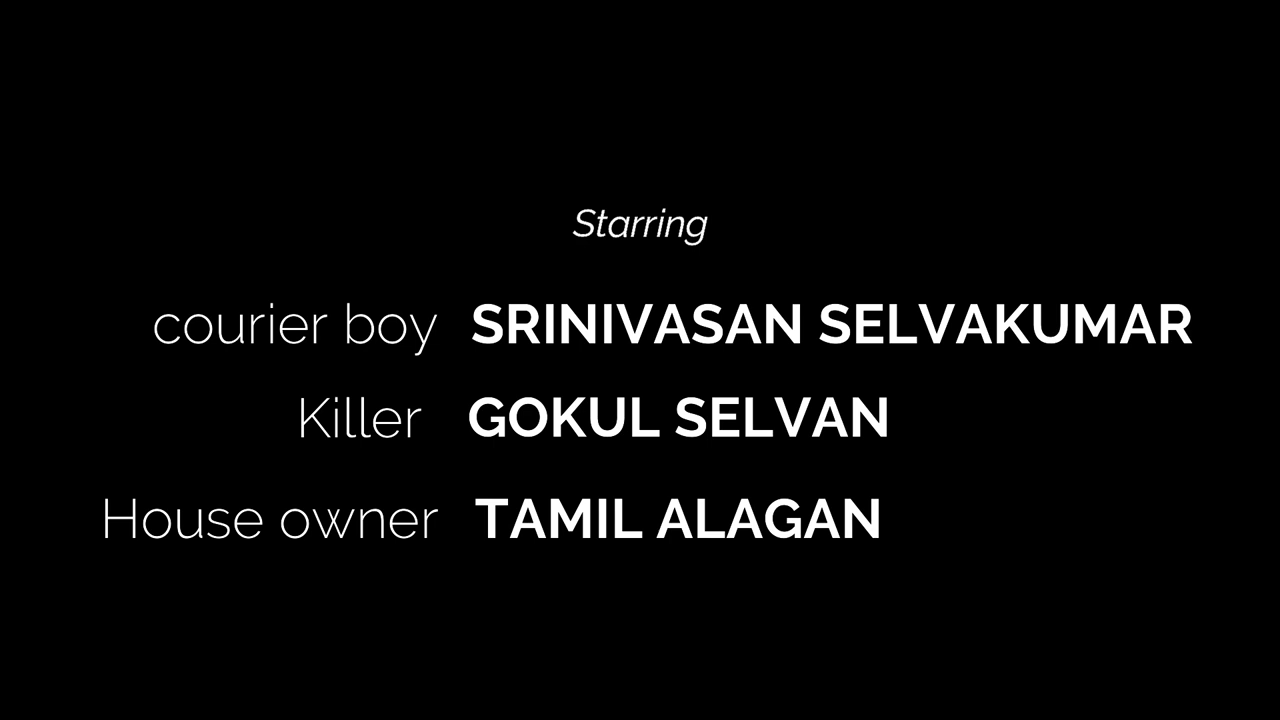 Starring
courier boy SRINIVASAN SELVAKUMAR
Killer GOKUL SELVAN
House owner TAMIL ALAGAN